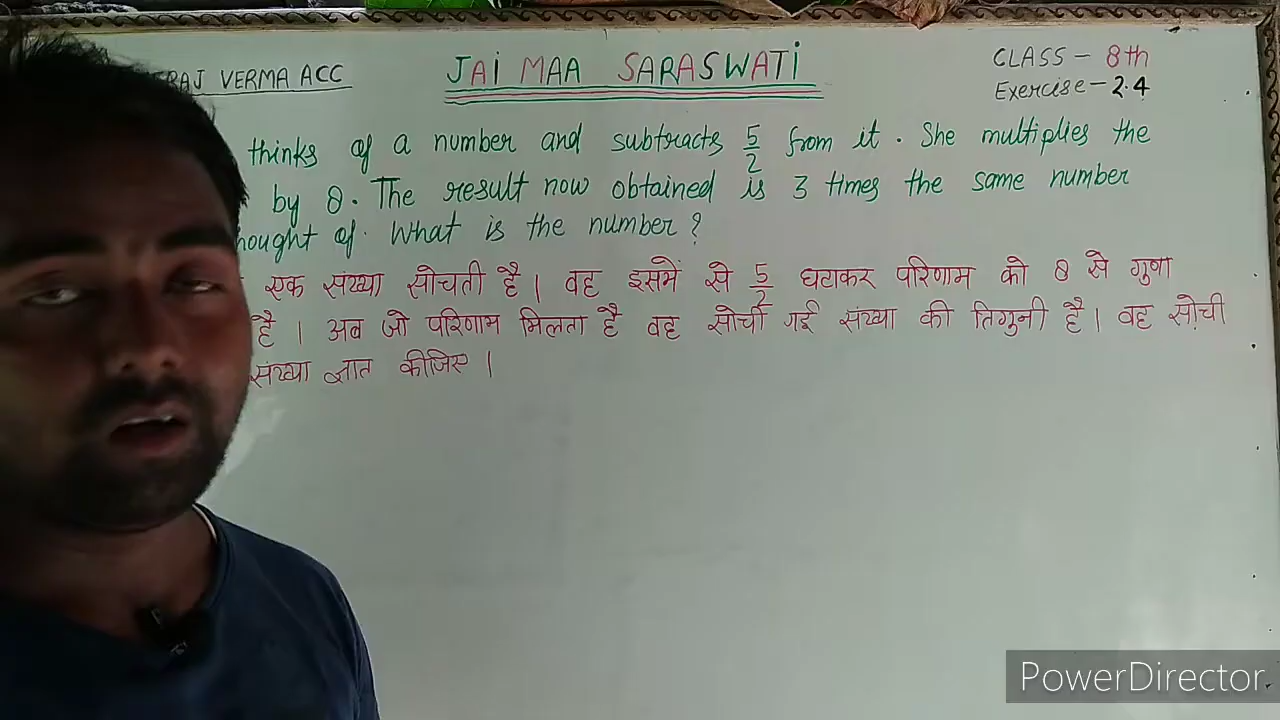 RAJ VERMA ACC
JAI MAA SARASWATI
CLASS - 8th
Exercise - 2.4
thinks of a number and subtracts 5/2 from it. She multiplies the
by 8. The result now obtained is 3 times the same number
hought of. What is the number?
एक संख्या सोचती है। वह इसमें से 5/2 घटाकर परिणाम को 8 से गुणा
है। अब जो परिणाम मिलता है वह सोची गई संख्या की तिगुनी है। वह सोची
संख्या ज्ञात कीजिए।
PowerDirector